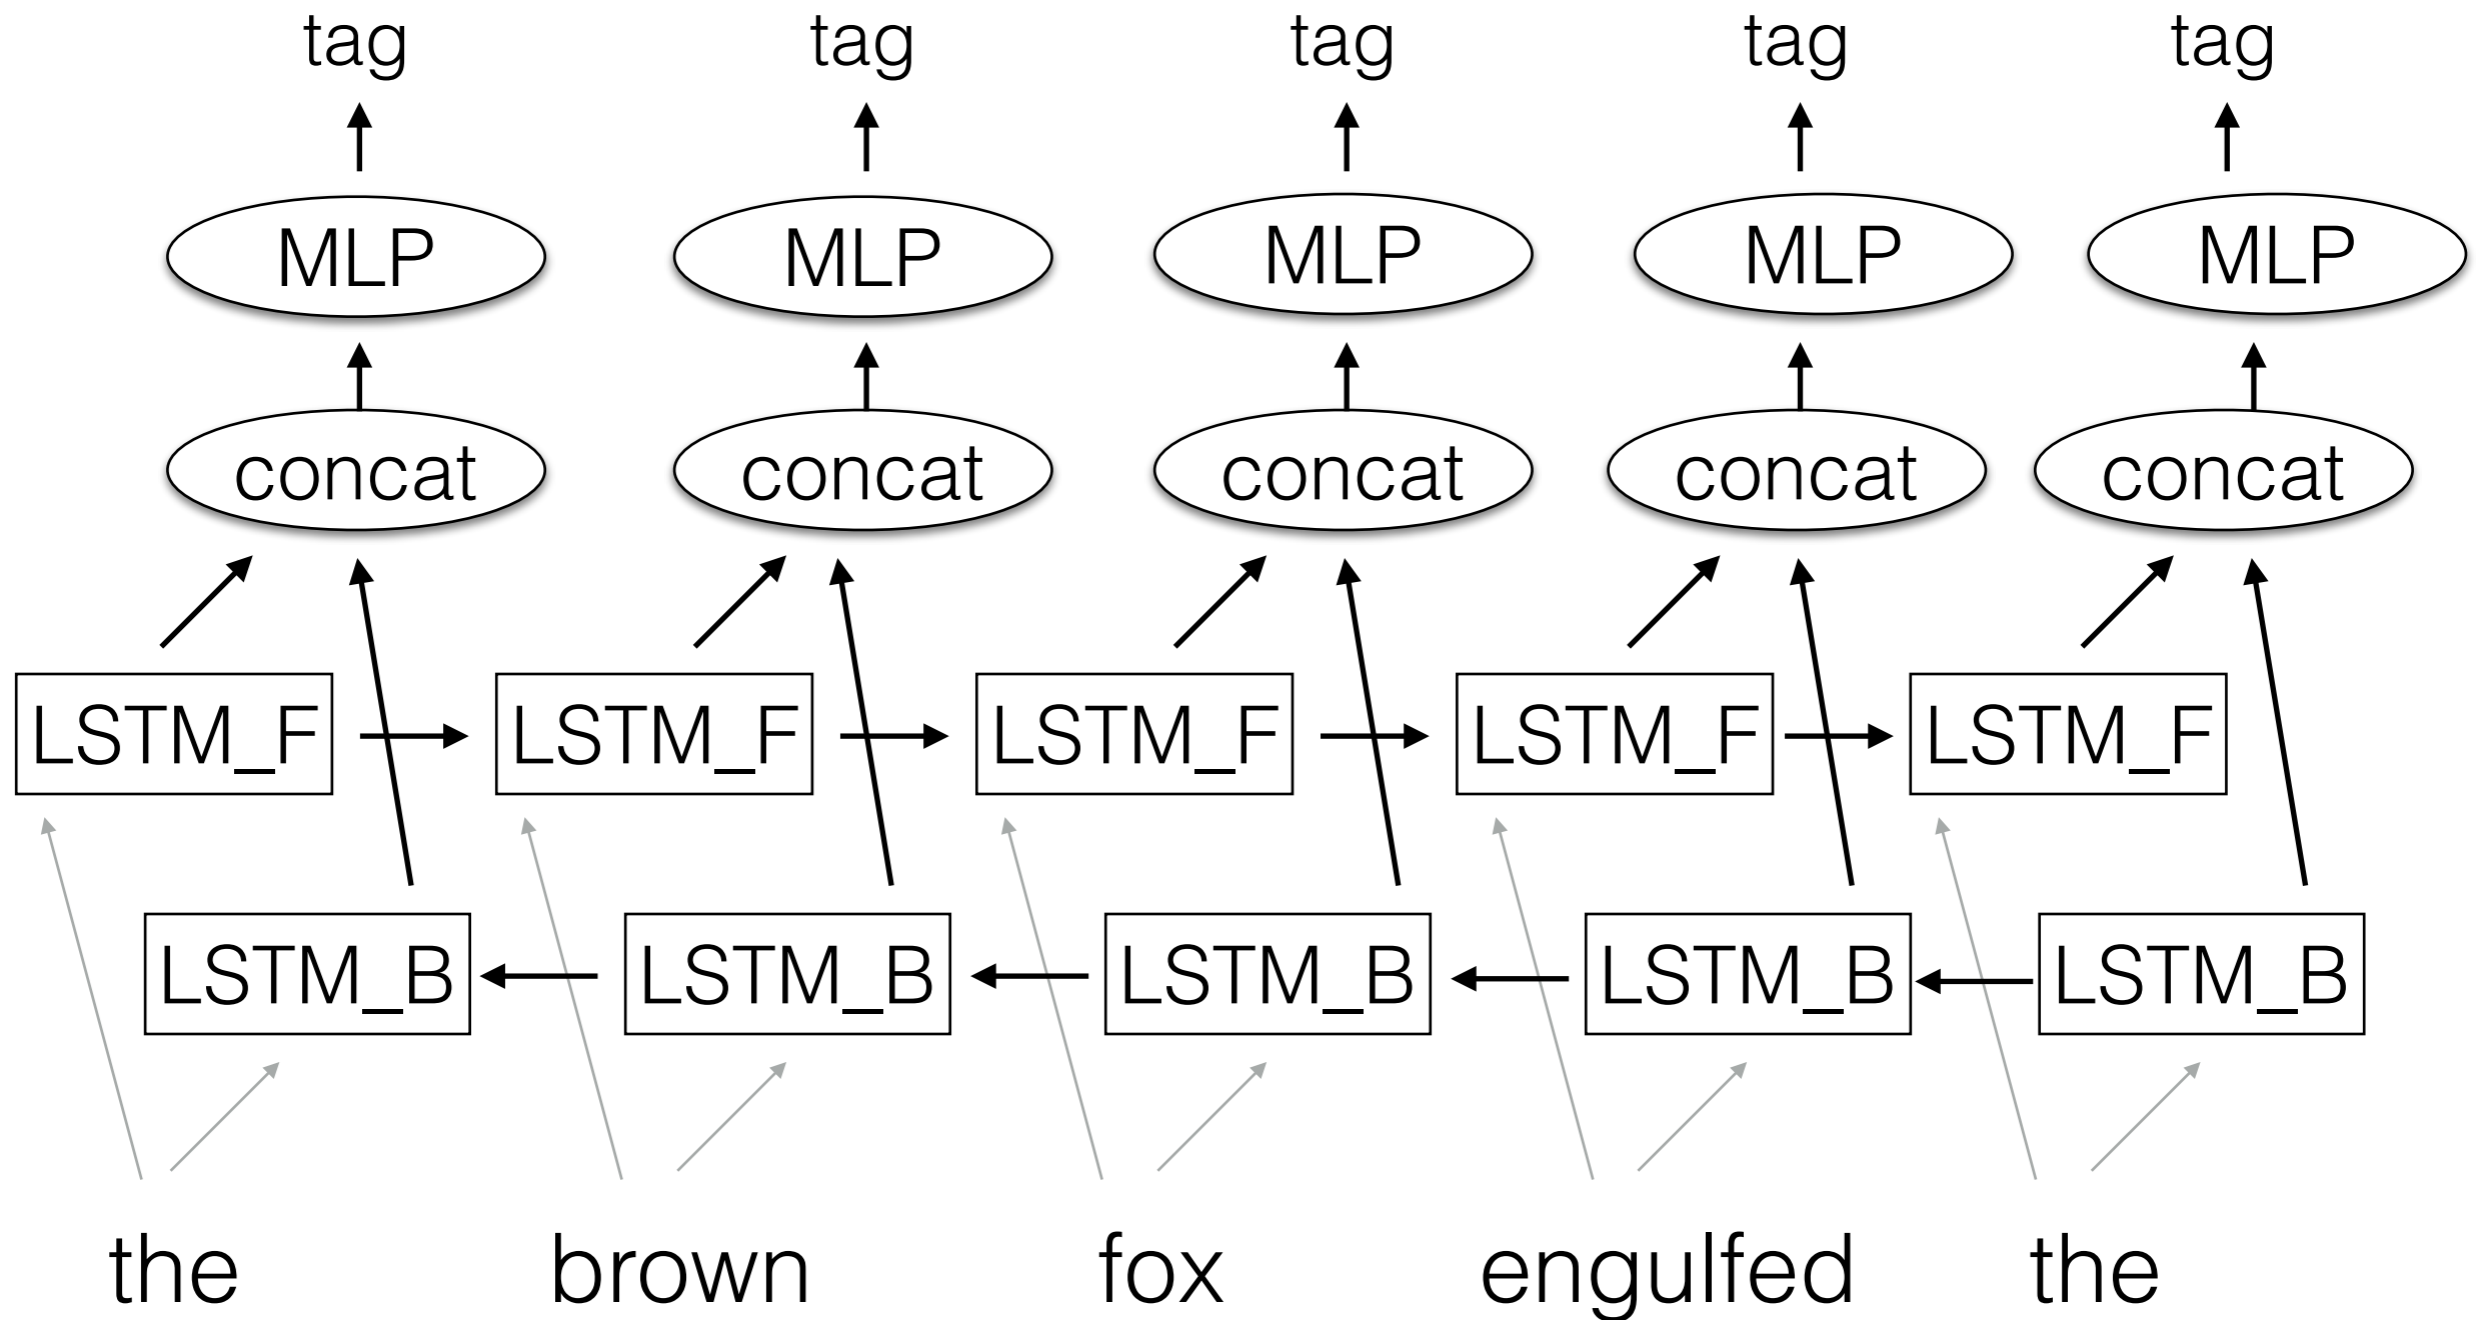 tag tag tag tag tag
MLP MLP MLP MLP MLP
concat concat concat concat concat
LSTM_F LSTM_F LSTM_F LSTM_F LSTM_F
LSTM_B LSTM_B LSTM_B LSTM_B LSTM_B
the brown fox engulfed the